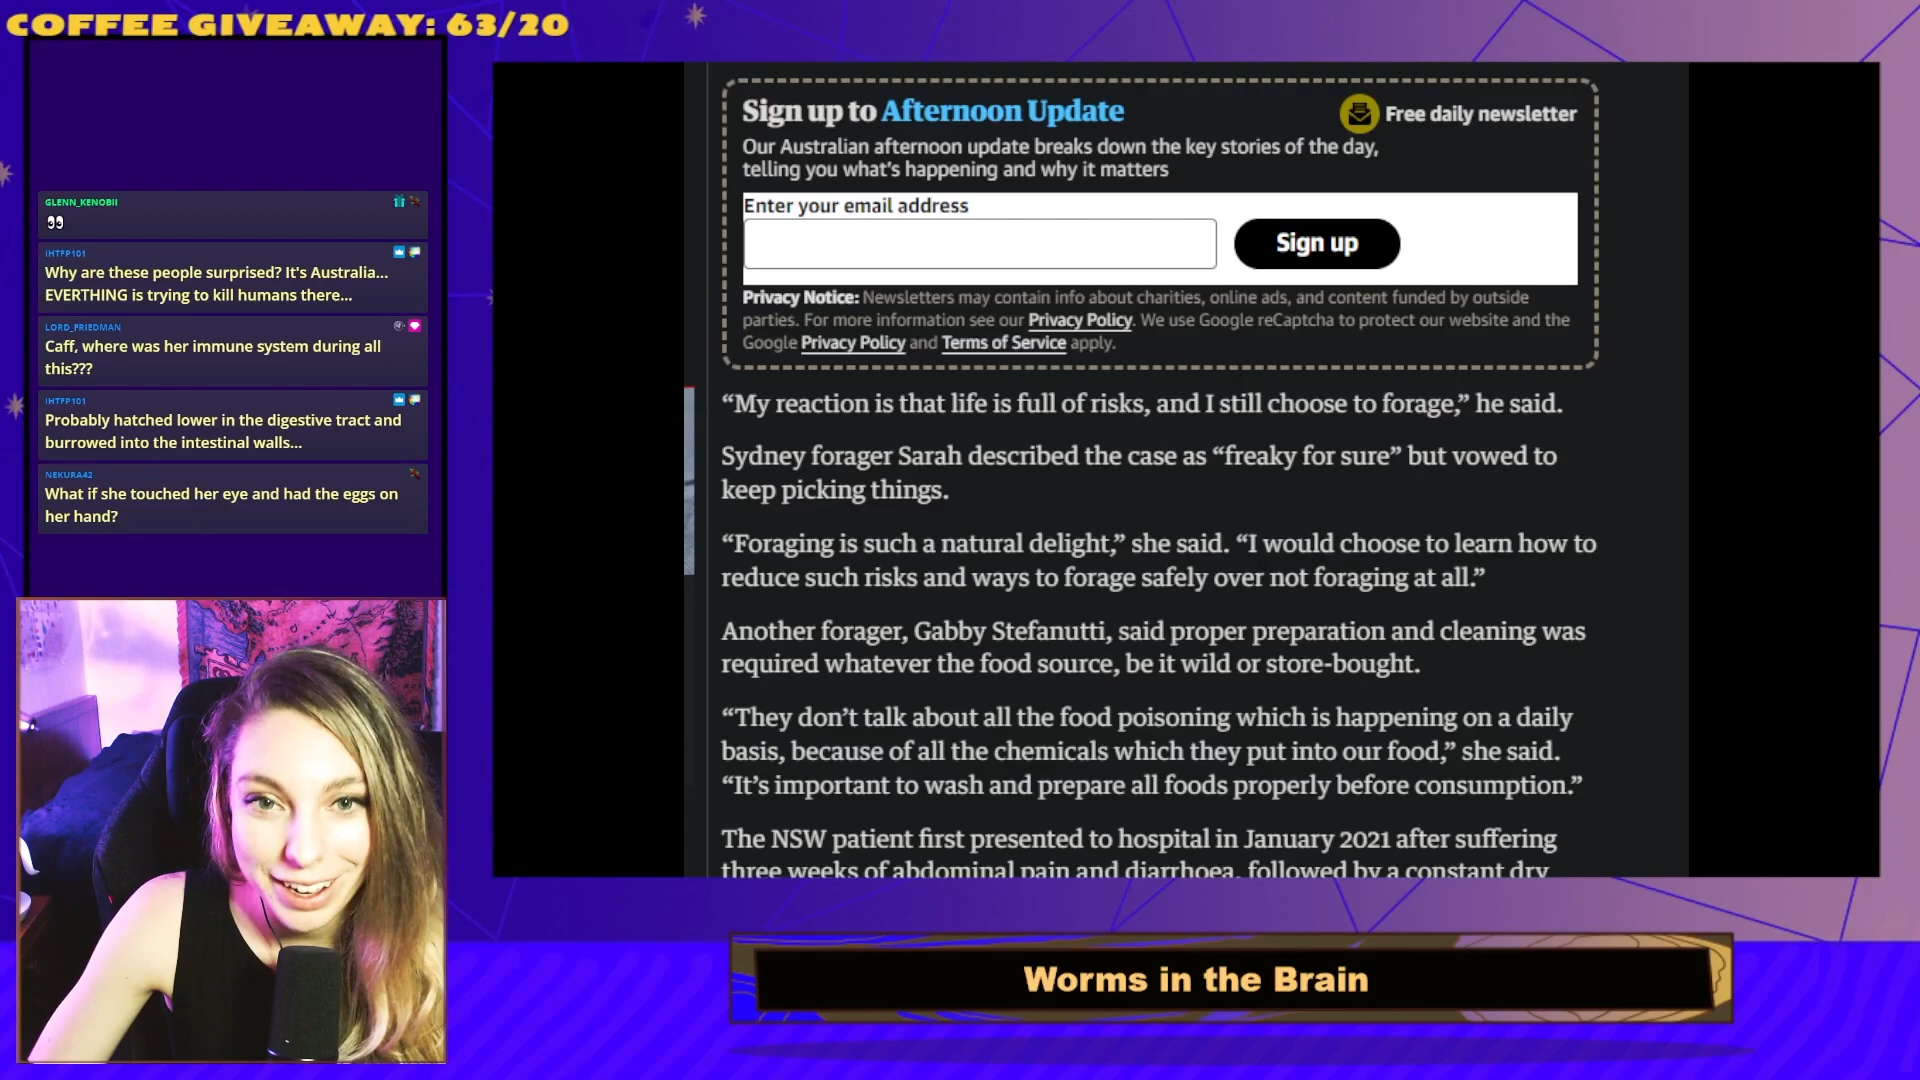 COFFEE GIVEAWAY: 63/20
GLENN_KENOBII
IHTFP101
Why are these people surprised? It's Australia...
EVERTHING is trying to kill humans there...
LORD_FRIEDMAN
Caff, where was her immune system during all
this???
IHTFP101
Probably hatched lower in the digestive tract and
burrowed into the intestinal walls...
NEKURA42
What if she touched her eye and had the eggs on
her hand?
Sign up to Afternoon Update
Free daily newsletter
Our Australian afternoon update breaks down the key stories of the day,
telling you what's happening and why it matters
Enter your email address
Sign up
Privacy Notice: Newsletters may contain info about charities, online ads, and content funded by outside
parties. For more information see our Privacy Policy. We use Google reCaptcha to protect our website and the
Google Privacy Policy and Terms of Service apply.
“My reaction is that life is full of risks, and I still choose to forage,” he said.
Sydney forager Sarah described the case as “freaky for sure” but vowed to
keep picking things.
“Foraging is such a natural delight,” she said. “I would choose to learn how to
reduce such risks and ways to forage safely over not foraging at all.”
Another forager, Gabby Stefanutti, said proper preparation and cleaning was
required whatever the food source, be it wild or store-bought.
“They don’t talk about all the food poisoning which is happening on a daily
basis, because of all the chemicals which they put into our food,” she said.
“It’s important to wash and prepare all foods properly before consumption.”
The NSW patient first presented to hospital in January 2021 after suffering
three weeks of abdominal pain and diarrhoea, followed by a constant dry
Worms in the Brain